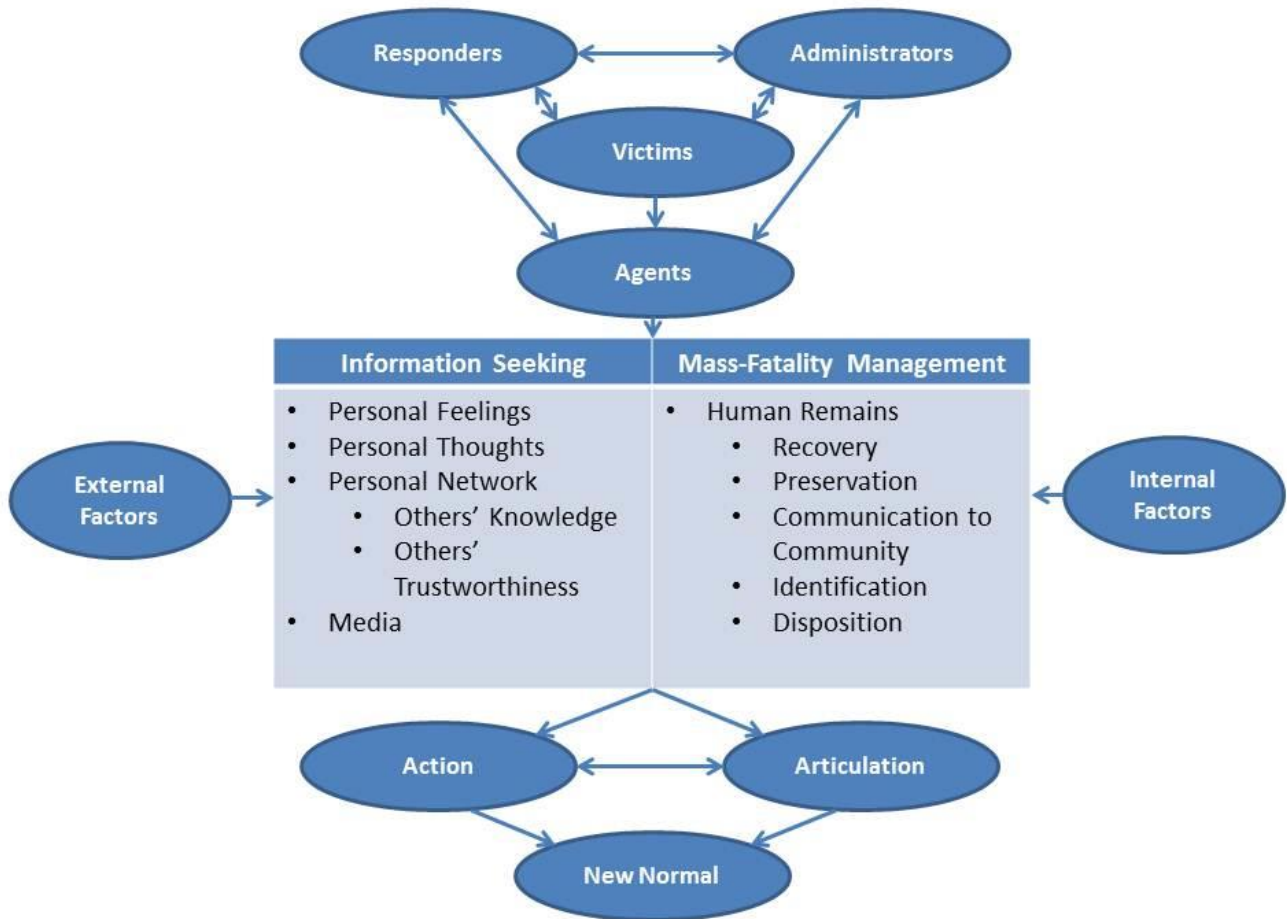 Responders
Administrators
Victims
Agents
Information Seeking
Mass-Fatality Management
• Personal Feelings
• Personal Thoughts
• Personal Network
• Others’ Knowledge
• Others’
Trustworthiness
• Media
• Human Remains
• Recovery
• Preservation
• Communication to
Community
• Identification
• Disposition
External
Factors
Internal
Factors
Action
Articulation
New Normal